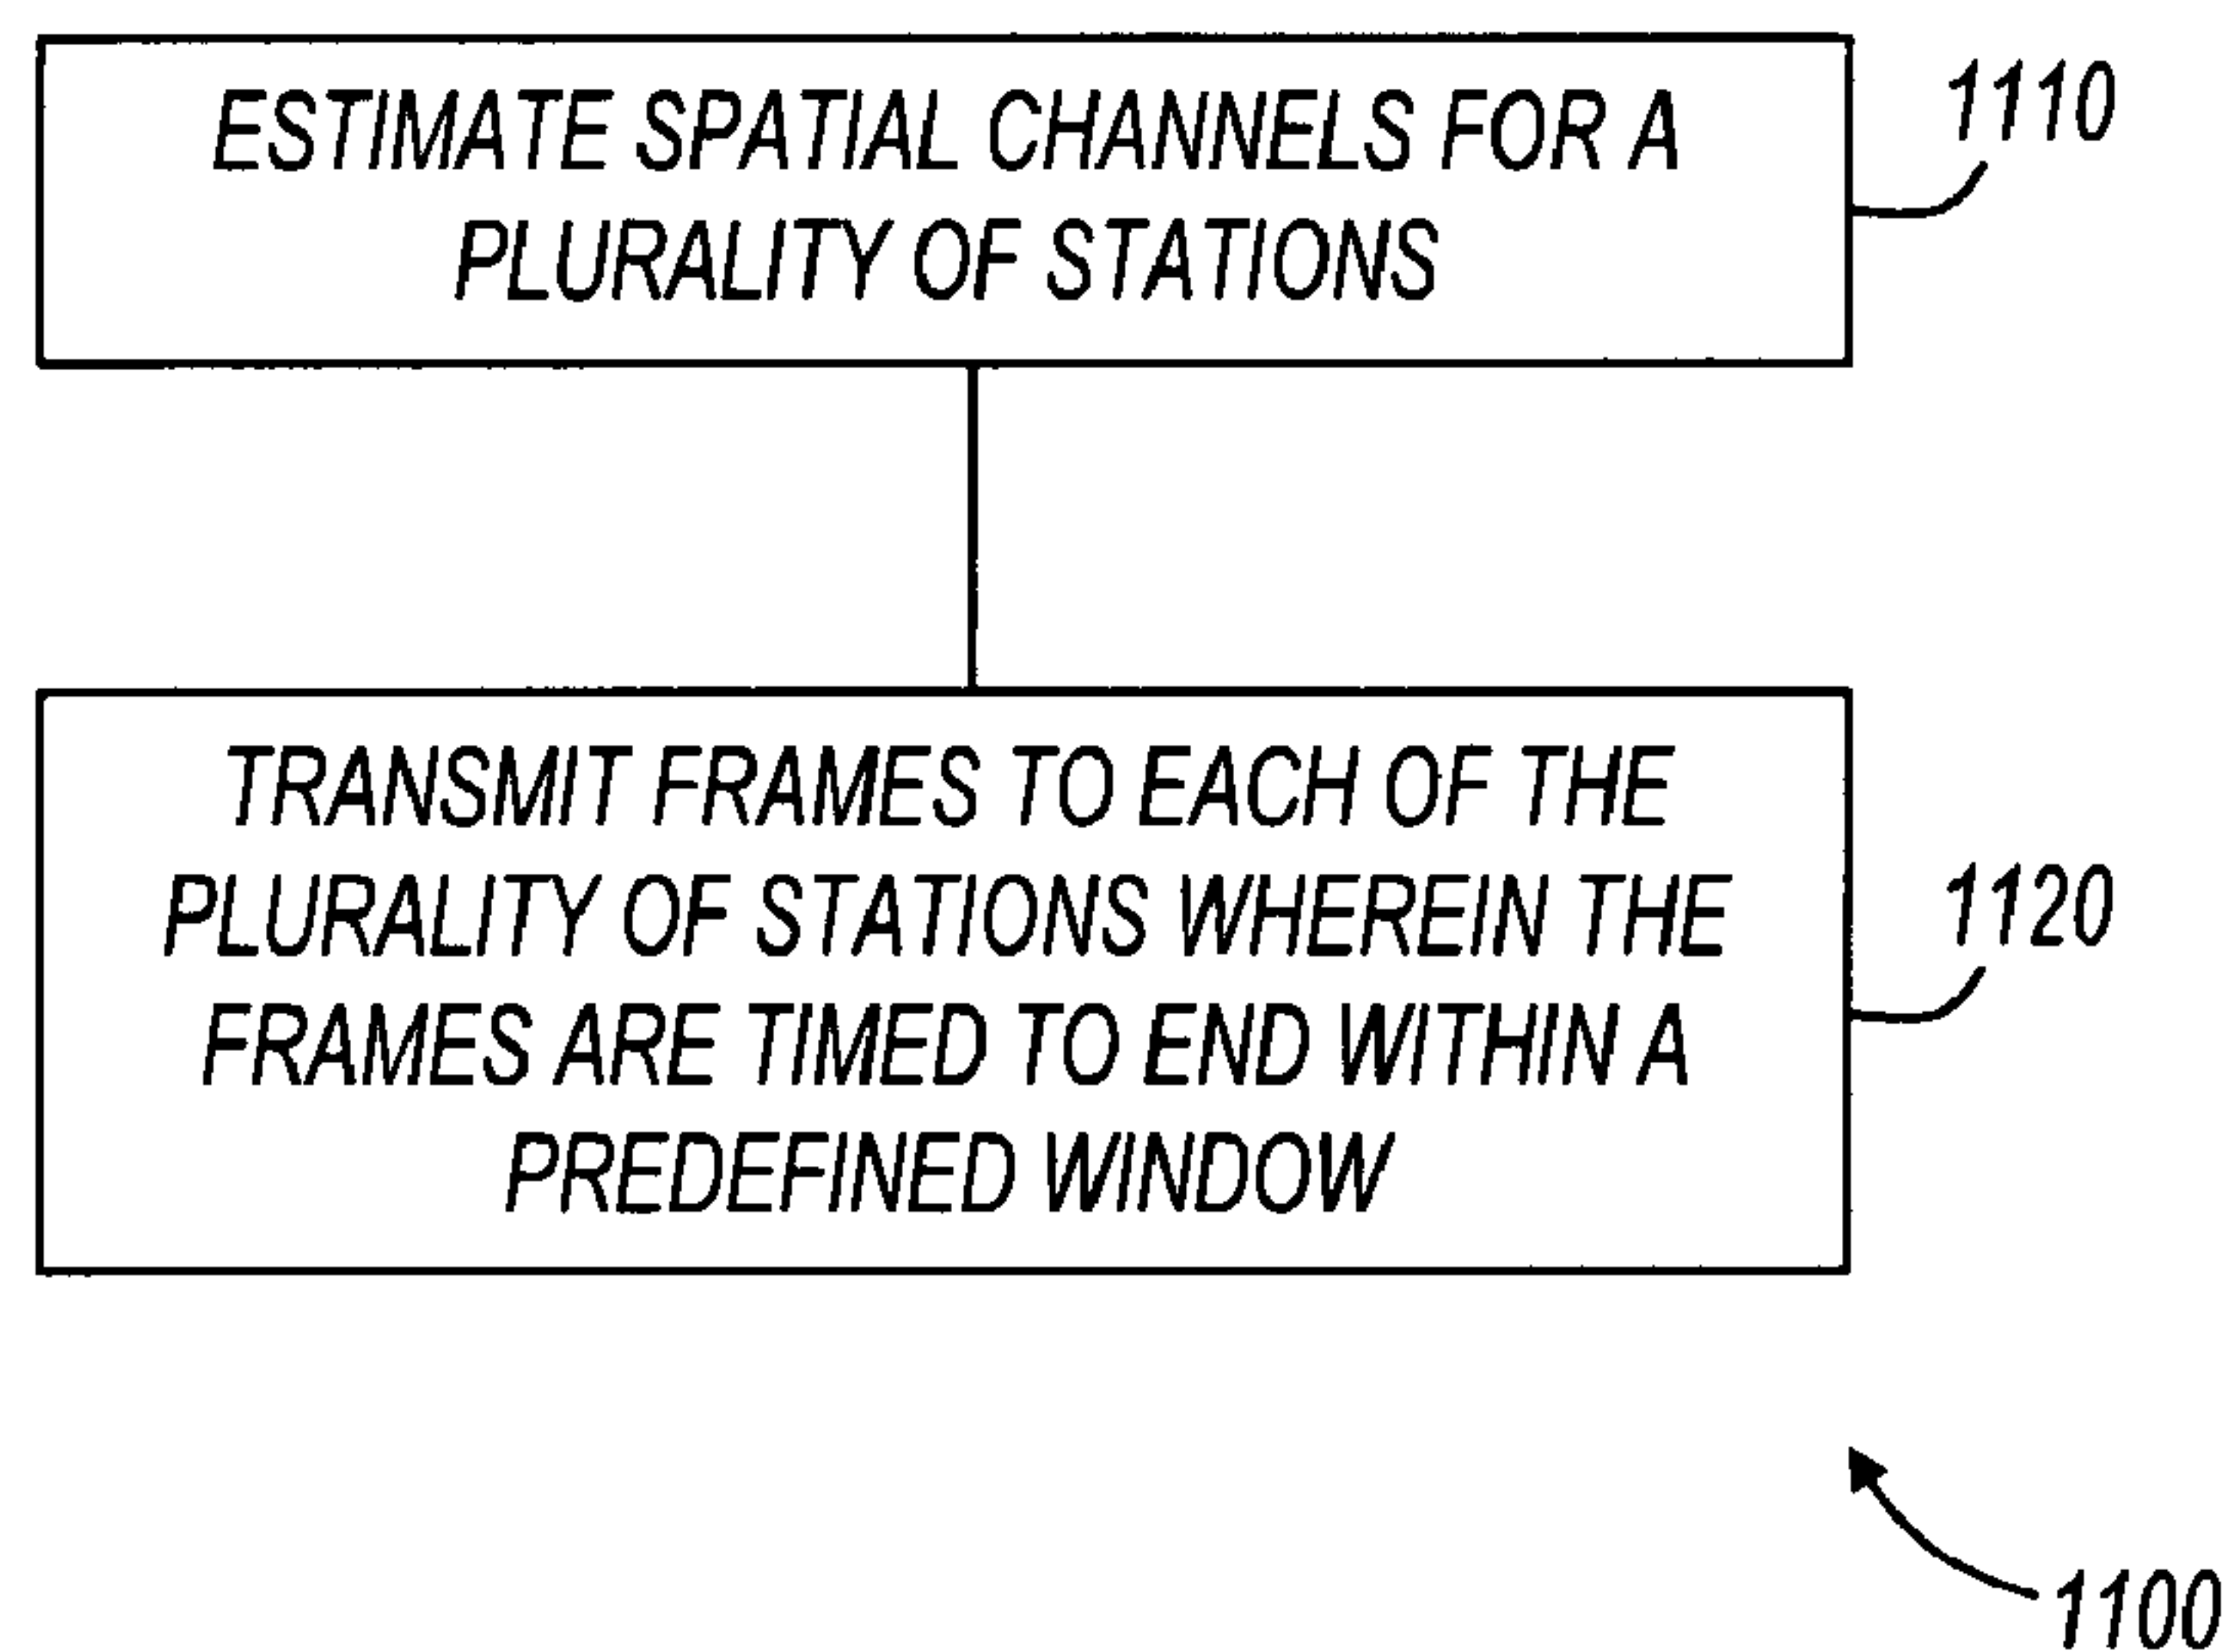 ESTIMATE SPATIAL CHANNELS FOR A
PLURALITY OF STATIONS
1110
TRANSMIT FRAMES TO EACH OF THE
PLURALITY OF STATIONS WHEREIN THE
FRAMES ARE TIMED TO END WITHIN A
PREDEFINED WINDOW
1120
1100